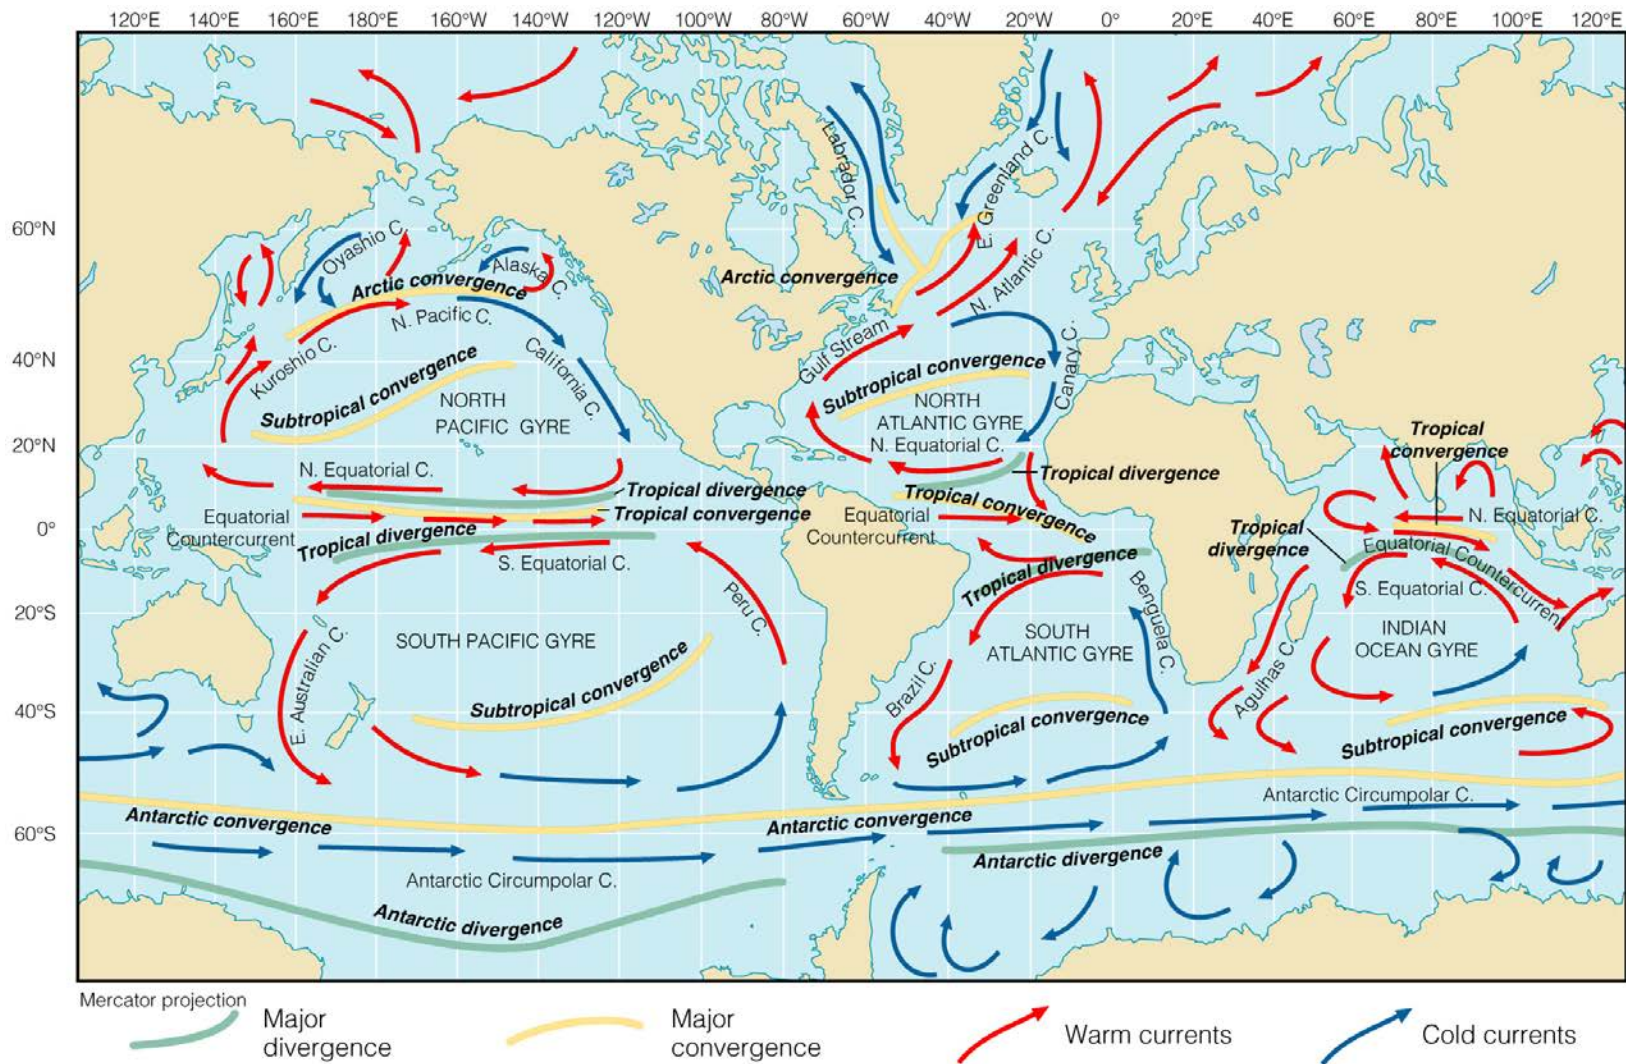 120°E 140°E 160°E 180° 160°W 140°W 120°W 100°W 80°W 60°W 40°W 20°W 0° 20°E 40°E 60°E 80°E 100°E 120°E
60°N
40°N
20°N
0°
20°S
40°S
60°S
Labrador C.
E. Greenland C.
Oyashio C.
Alaska C.
Arctic convergence
Arctic convergence
N. Pacific C.
N. Atlantic C.
Kuroshio C.
California C.
Gulf Stream
Canary C.
Subtropical convergence
Subtropical convergence
NORTH
PACIFIC GYRE
NORTH
ATLANTIC GYRE
N. Equatorial C.
N. Equatorial C.
Tropical
convergence
Tropical divergence
Tropical divergence
Tropical convergence
Tropical convergence
Equatorial
Countercurrent
Equatorial
Countercurrent
N. Equatorial C.
Tropical divergence
Tropical
divergence
Equatorial Countercurrent
S. Equatorial C.
Tropical divergence
S. Equatorial C.
Peru C.
Benguela C.
SOUTH PACIFIC GYRE
SOUTH
ATLANTIC GYRE
INDIAN
OCEAN GYRE
E. Australian C.
Brazil C.
Agulhas C.
Subtropical convergence
Subtropical convergence
Subtropical convergence
Antarctic Circumpolar C.
Antarctic convergence
Antarctic convergence
Antarctic divergence
Antarctic Circumpolar C.
Antarctic divergence
Mercator projection
Major
divergence
Major
convergence
Warm currents
Cold currents